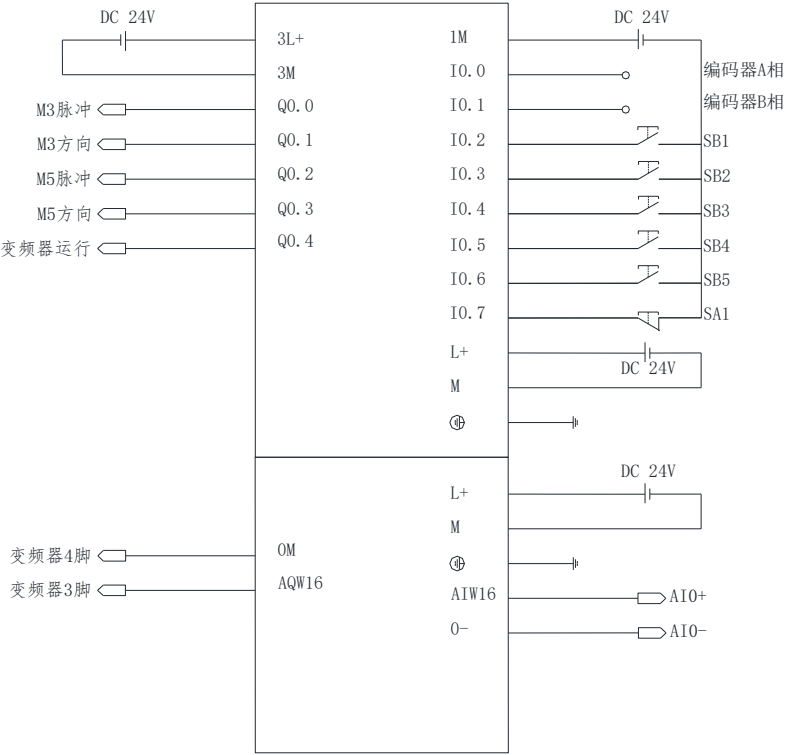 DC 24V
DC 24V
3L+
1M
3M
I0.0
编码器A相
M3脉冲
Q0.0
I0.1
编码器B相
M3方向
Q0.1
I0.2
SB1
M5脉冲
Q0.2
I0.3
SB2
M5方向
Q0.3
I0.4
SB3
变频器运行
Q0.4
I0.5
SB4
I0.6
SB5
I0.7
SA1
L+
DC 24V
M
DC 24V
L+
M
变频器4脚
0M
变频器3脚
AQW16
AIW16
AI0+
0-
AI0-